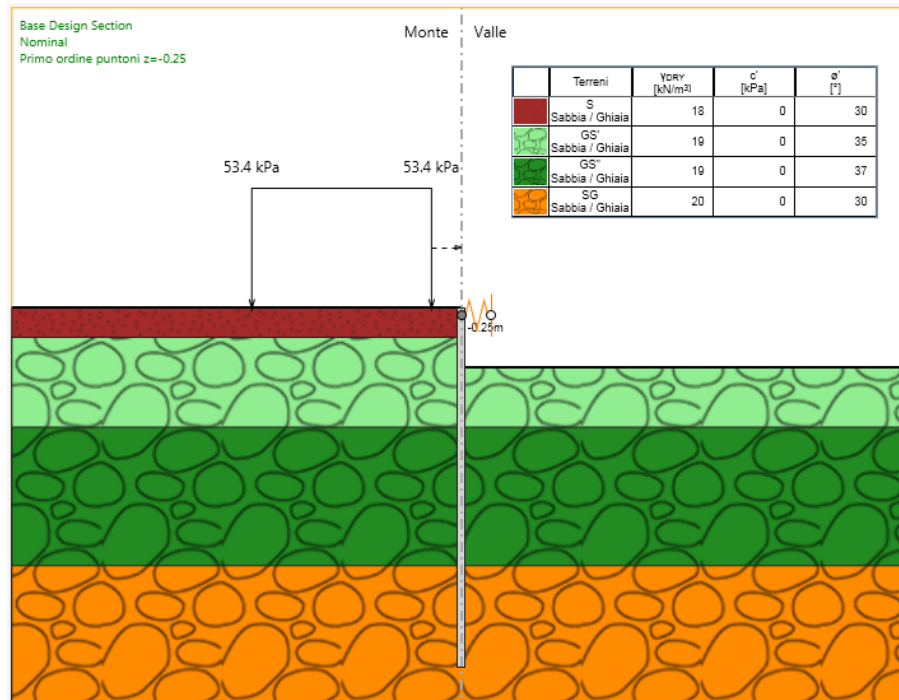 Base Design Section
Nominal
Primo ordine puntoni z=-0.25
Monte Valle
Terreni γDRY [kN/m³] c' [kPa] ø' [°]
S Sabbia / Ghiaia 18 0 30
GS' Sabbia / Ghiaia 19 0 35
GS'' Sabbia / Ghiaia 19 0 37
SG Sabbia / Ghiaia 20 0 30
53.4 kPa 53.4 kPa
-0.25m